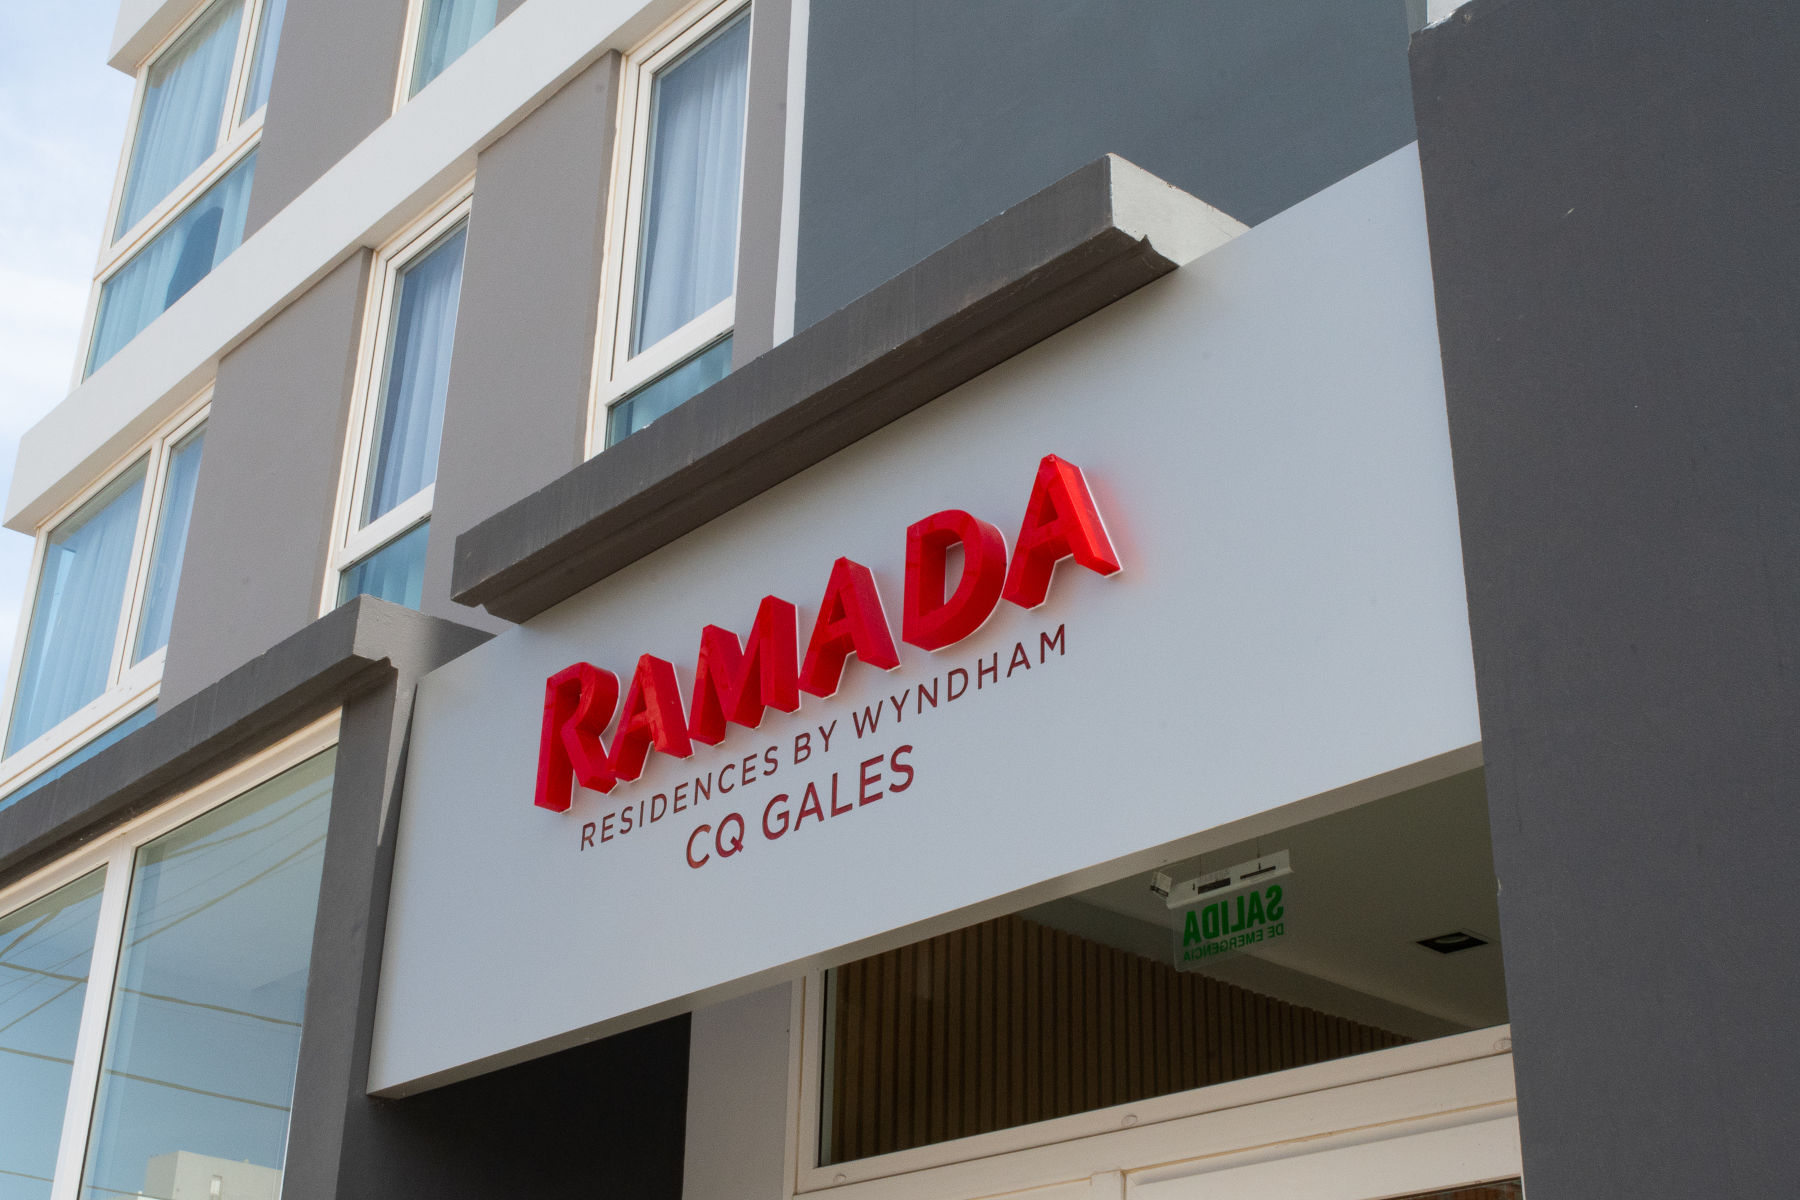 RAMADA
RESIDENCES BY WYNDHAM
CQ GALES
SALIDA
DE EMERGENCIA